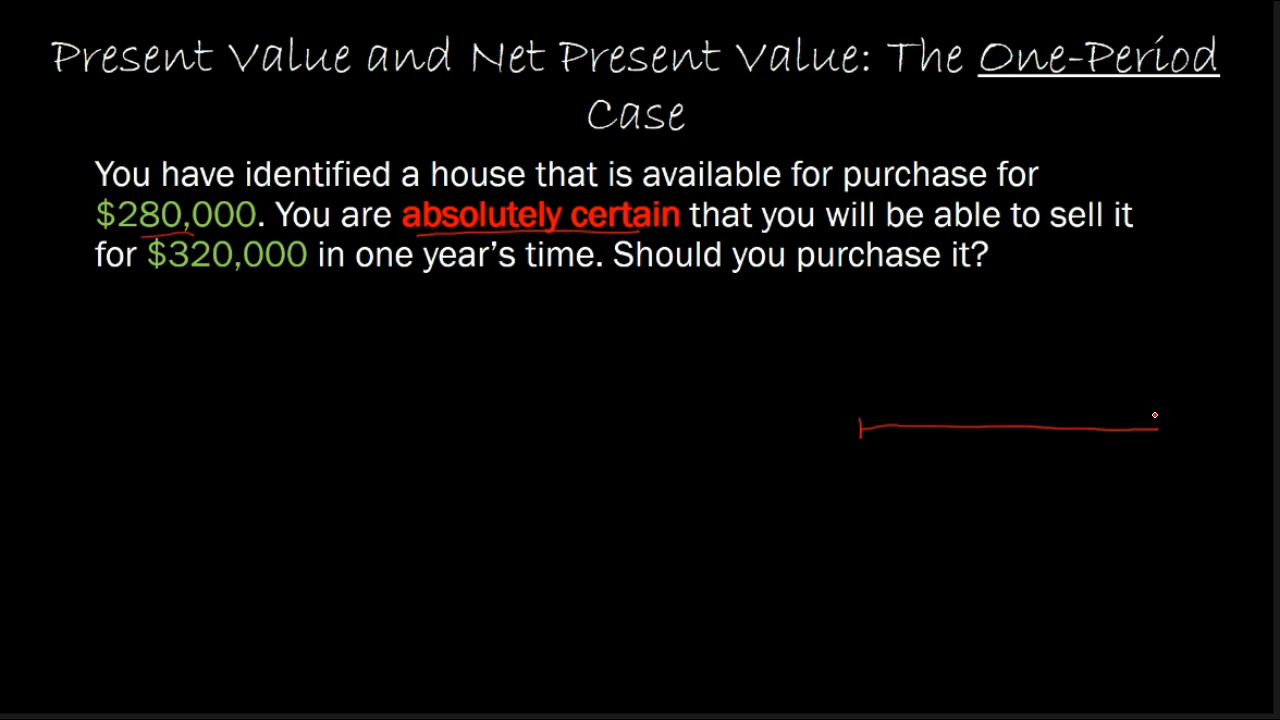 Present Value and Net Present Value: The One-Period
Case
You have identified a house that is available for purchase for
$280,000. You are absolutely certain that you will be able to sell it
for $320,000 in one year’s time. Should you purchase it?